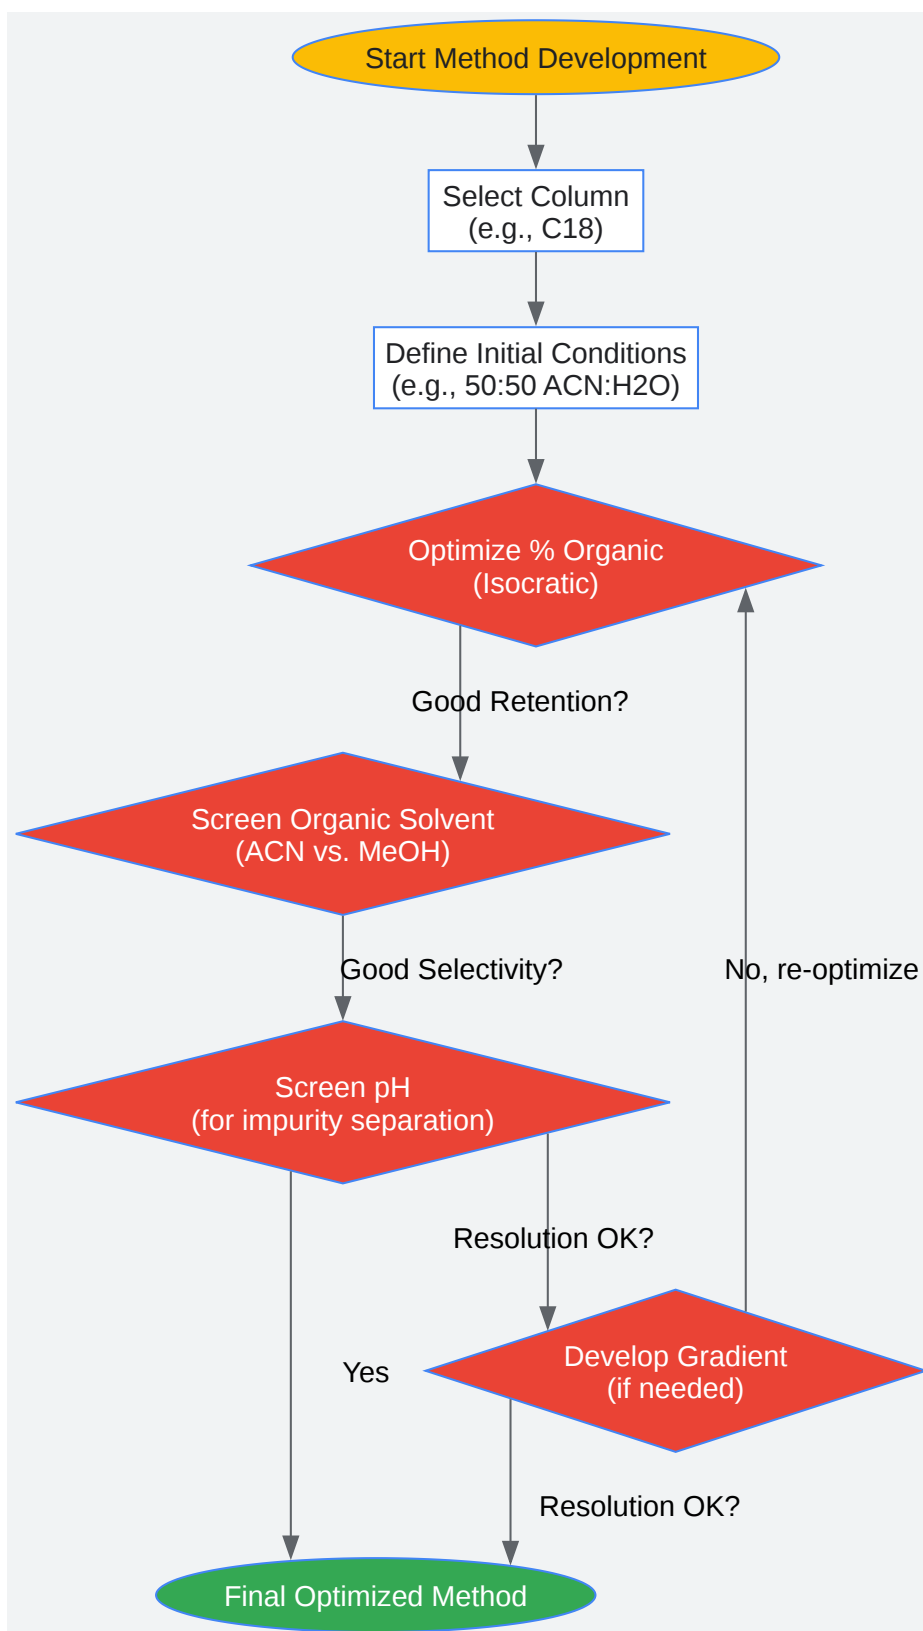 Start Method Development
Select Column
(e.g., C18)
Define Initial Conditions
(e.g., 50:50 ACN:H2O)
Optimize % Organic
(Isocratic)
Good Retention?
Screen Organic Solvent
(ACN vs. MeOH)
Good Selectivity?
No, re-optimize
Screen pH
(for impurity separation)
Resolution OK?
Develop Gradient
(if needed)
Yes
Resolution OK?
Final Optimized Method